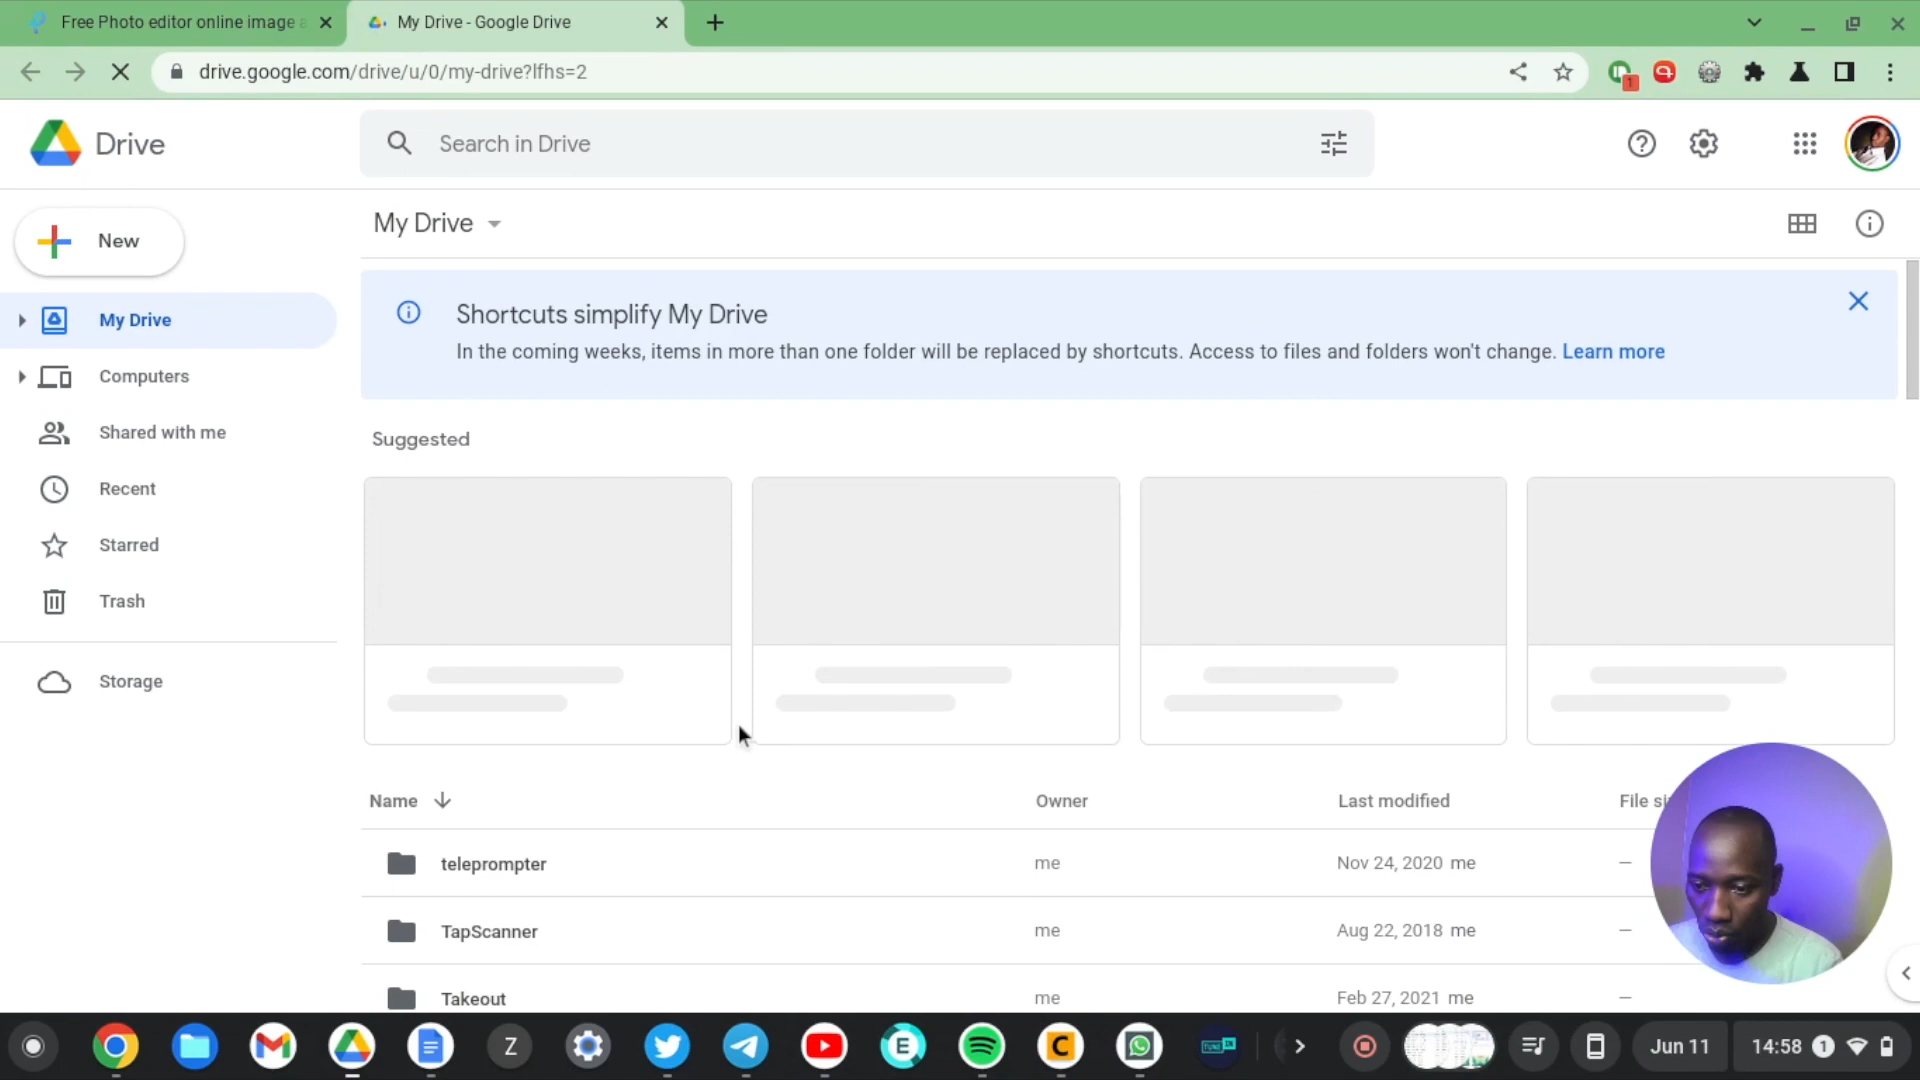 Free Photo editor online image a
My Drive - Google Drive
drive.google.com/drive/u/0/my-drive?lfhs=2
1
Drive
Search in Drive
New
My Drive
My Drive
Computers
Shared with me
Recent
Starred
Trash
Storage
Shortcuts simplify My Drive
In the coming weeks, items in more than one folder will be replaced by shortcuts. Access to files and folders won't change. Learn more
Suggested
Name Owner Last modified File si
teleprompter me Nov 24, 2020 me –
TapScanner me Aug 22, 2018 me –
Takeout me Feb 27, 2021 me –
Z
E
C
Jun 11
14:58 1